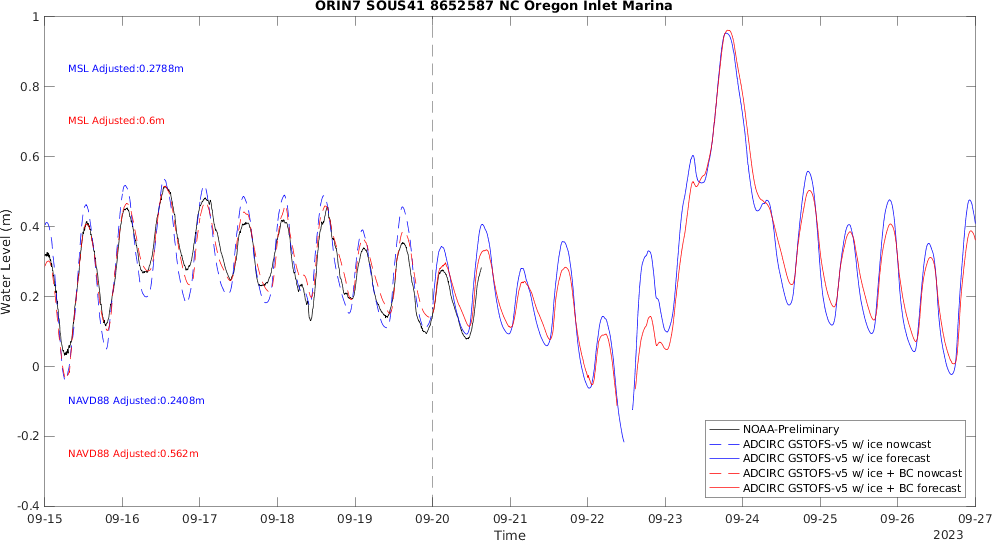 ORIN7 SOUS41 8652587 NC Oregon Inlet Marina
1
0.8
0.6
0.4
0.2
0
-0.2
-0.4
Water Level (m)
MSL Adjusted:0.2788m
MSL Adjusted:0.6m
NAVD88 Adjusted:0.2408m
NAVD88 Adjusted:0.562m
NOAA-Preliminary
ADCIRC GSTOFS-v5 w/ ice nowcast
ADCIRC GSTOFS-v5 w/ ice forecast
ADCIRC GSTOFS-v5 w/ ice + BC nowcast
ADCIRC GSTOFS-v5 w/ ice + BC forecast
09-15 09-16 09-17 09-18 09-19 09-20 09-21 09-22 09-23 09-24 09-25 09-26 09-27
Time
2023